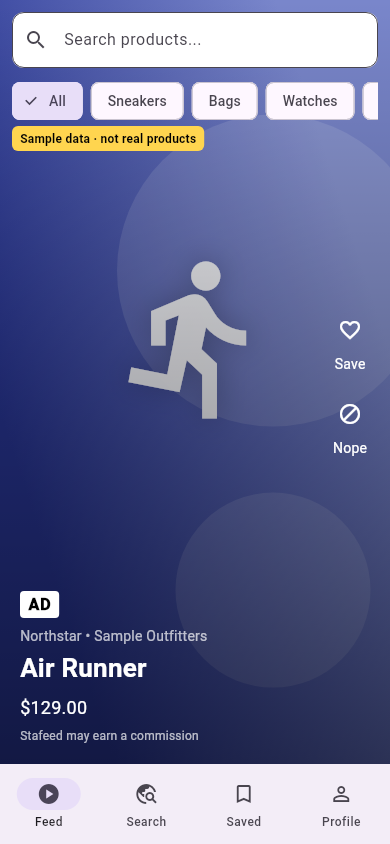 Search products...
All
Sneakers
Bags
Watches
Sample data · not real products
Save
Nope
AD
Northstar • Sample Outfitters
Air Runner
$129.00
Stafeed may earn a commission
Feed
Search
Saved
Profile